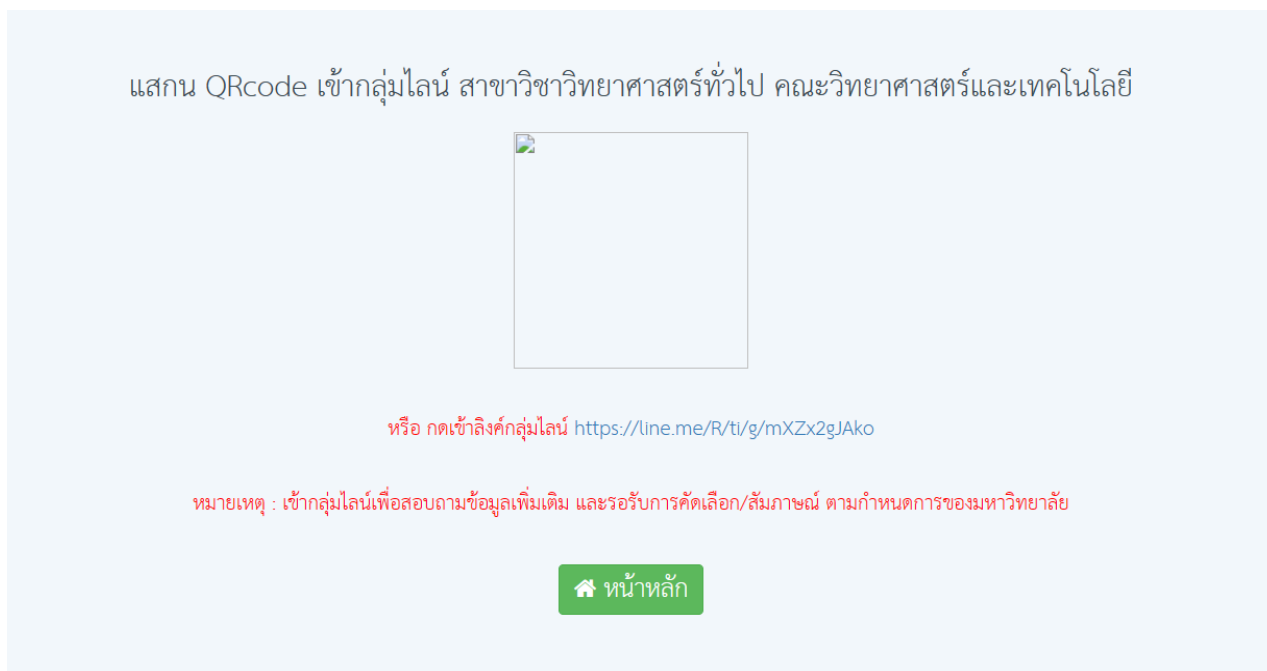 แสกน QRcode เข้ากลุ่มไลน์ สาขาวิชาวิทยาศาสตร์ทั่วไป คณะวิทยาศาสตร์และเทคโนโลยี
หรือ กดเข้าลิงค์กลุ่มไลน์ https://line.me/R/ti/g/mXZx2gJAko
หมายเหตุ : เข้ากลุ่มไลน์เพื่อสอบถามข้อมูลเพิ่มเติม และรอรับการคัดเลือก/สัมภาษณ์ ตามกำหนดการของมหาวิทยาลัย
หน้าหลัก